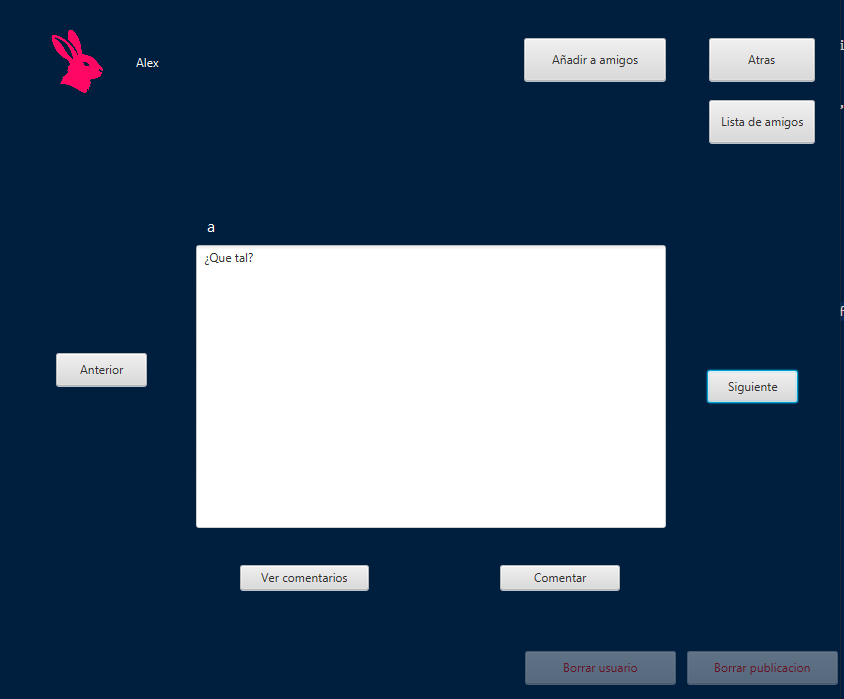 Alex
Añadir a amigos
Atras
Lista de amigos
a
¿Que tal?
Anterior
Siguiente
Ver comentarios
Comentar
Borrar usuario
Borrar publicacion